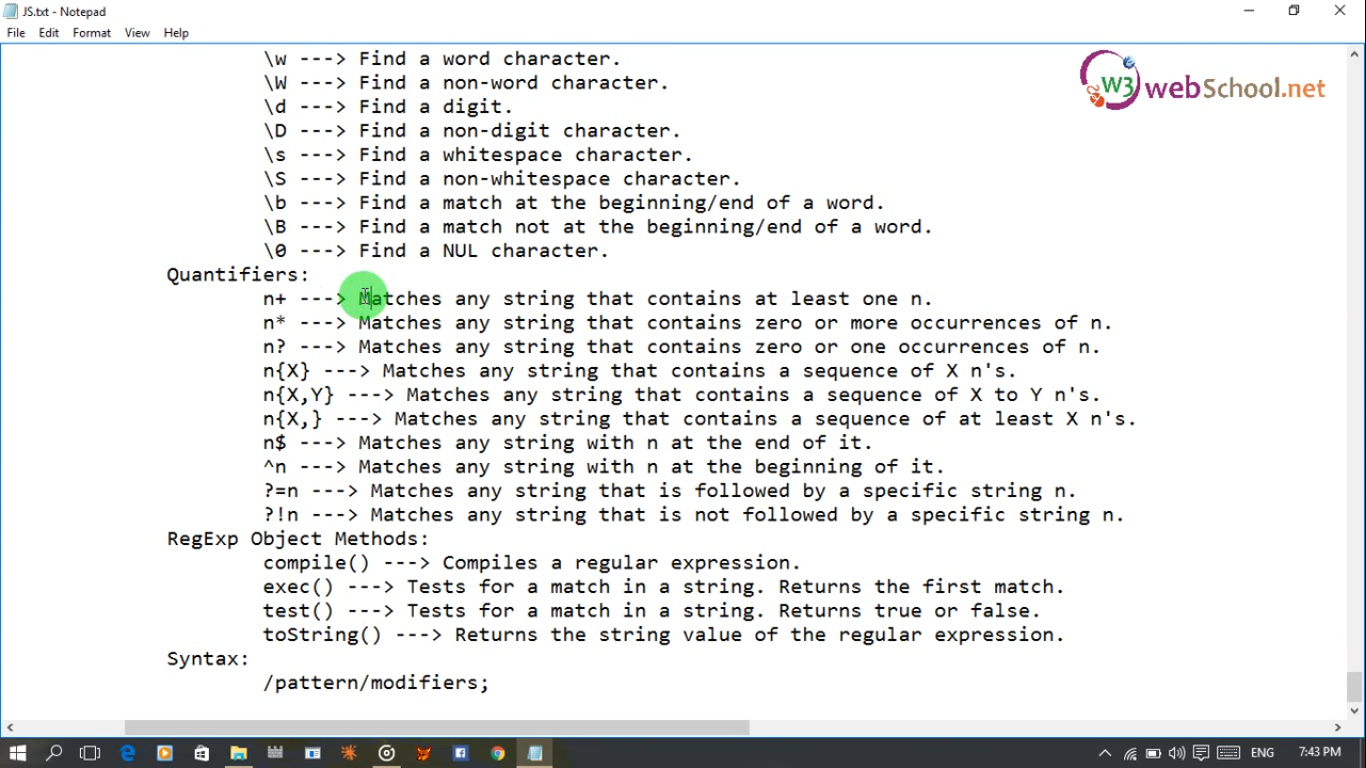 JS.txt - Notepad
File Edit Format View Help
\w ---> Find a word character.
\W ---> Find a non-word character.
\d ---> Find a digit.
\D ---> Find a non-digit character.
\s ---> Find a whitespace character.
\S ---> Find a non-whitespace character.
\b ---> Find a match at the beginning/end of a word.
\B ---> Find a match not at the beginning/end of a word.
\0 ---> Find a NUL character.
Quantifiers:
n+ ---> Matches any string that contains at least one n.
n* ---> Matches any string that contains zero or more occurrences of n.
n? ---> Matches any string that contains zero or one occurrences of n.
n{X} ---> Matches any string that contains a sequence of X n's.
n{X,Y} ---> Matches any string that contains a sequence of X to Y n's.
n{X,} ---> Matches any string that contains a sequence of at least X n's.
n$ ---> Matches any string with n at the end of it.
^n ---> Matches any string with n at the beginning of it.
?=n ---> Matches any string that is followed by a specific string n.
?!n ---> Matches any string that is not followed by a specific string n.
RegExp Object Methods:
compile() ---> Compiles a regular expression.
exec() ---> Tests for a match in a string. Returns the first match.
test() ---> Tests for a match in a string. Returns true or false.
toString() ---> Returns the string value of the regular expression.
Syntax:
/pattern/modifiers;
W3 webSchool.net
ENG 7:43 PM